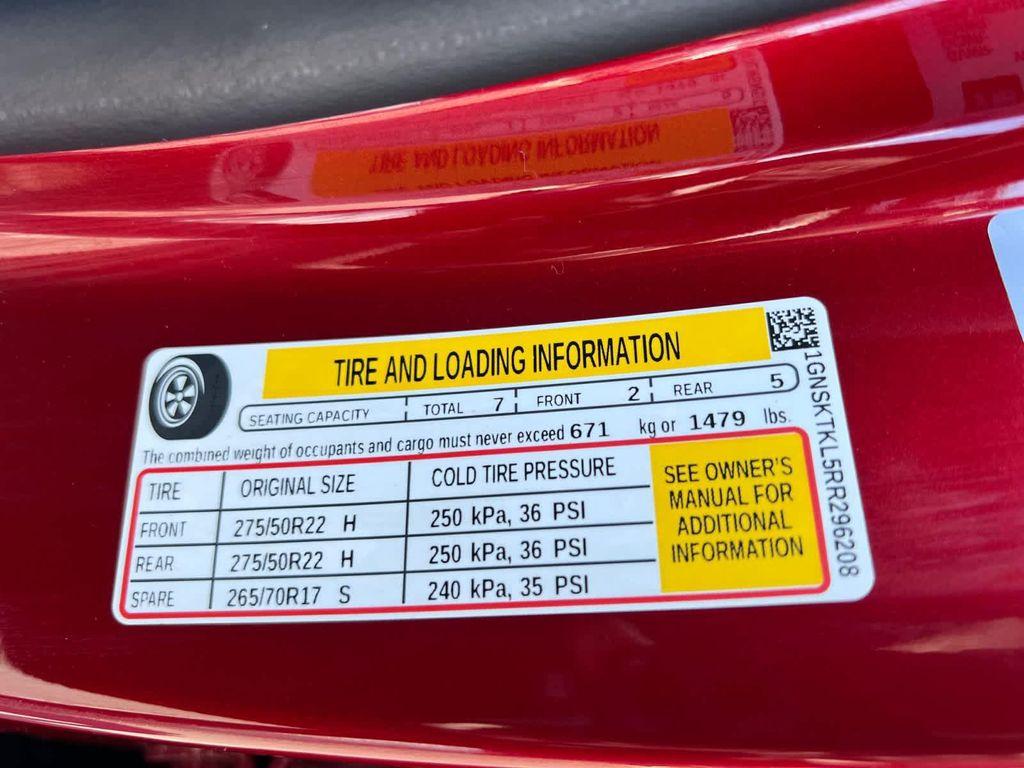 TIRE AND LOADING INFORMATION
SEATING CAPACITY TOTAL 7 FRONT 2 REAR 5
The combined weight of occupants and cargo must never exceed 671 kg or 1479 lbs.
TIRE ORIGINAL SIZE COLD TIRE PRESSURE
FRONT 275/50R22 H 250 kPa, 36 PSI
REAR 275/50R22 H 250 kPa, 36 PSI
SPARE 265/70R17 S 240 kPa, 35 PSI
SEE OWNER'S
MANUAL FOR
ADDITIONAL
INFORMATION
1GNSKTKL5RR296208